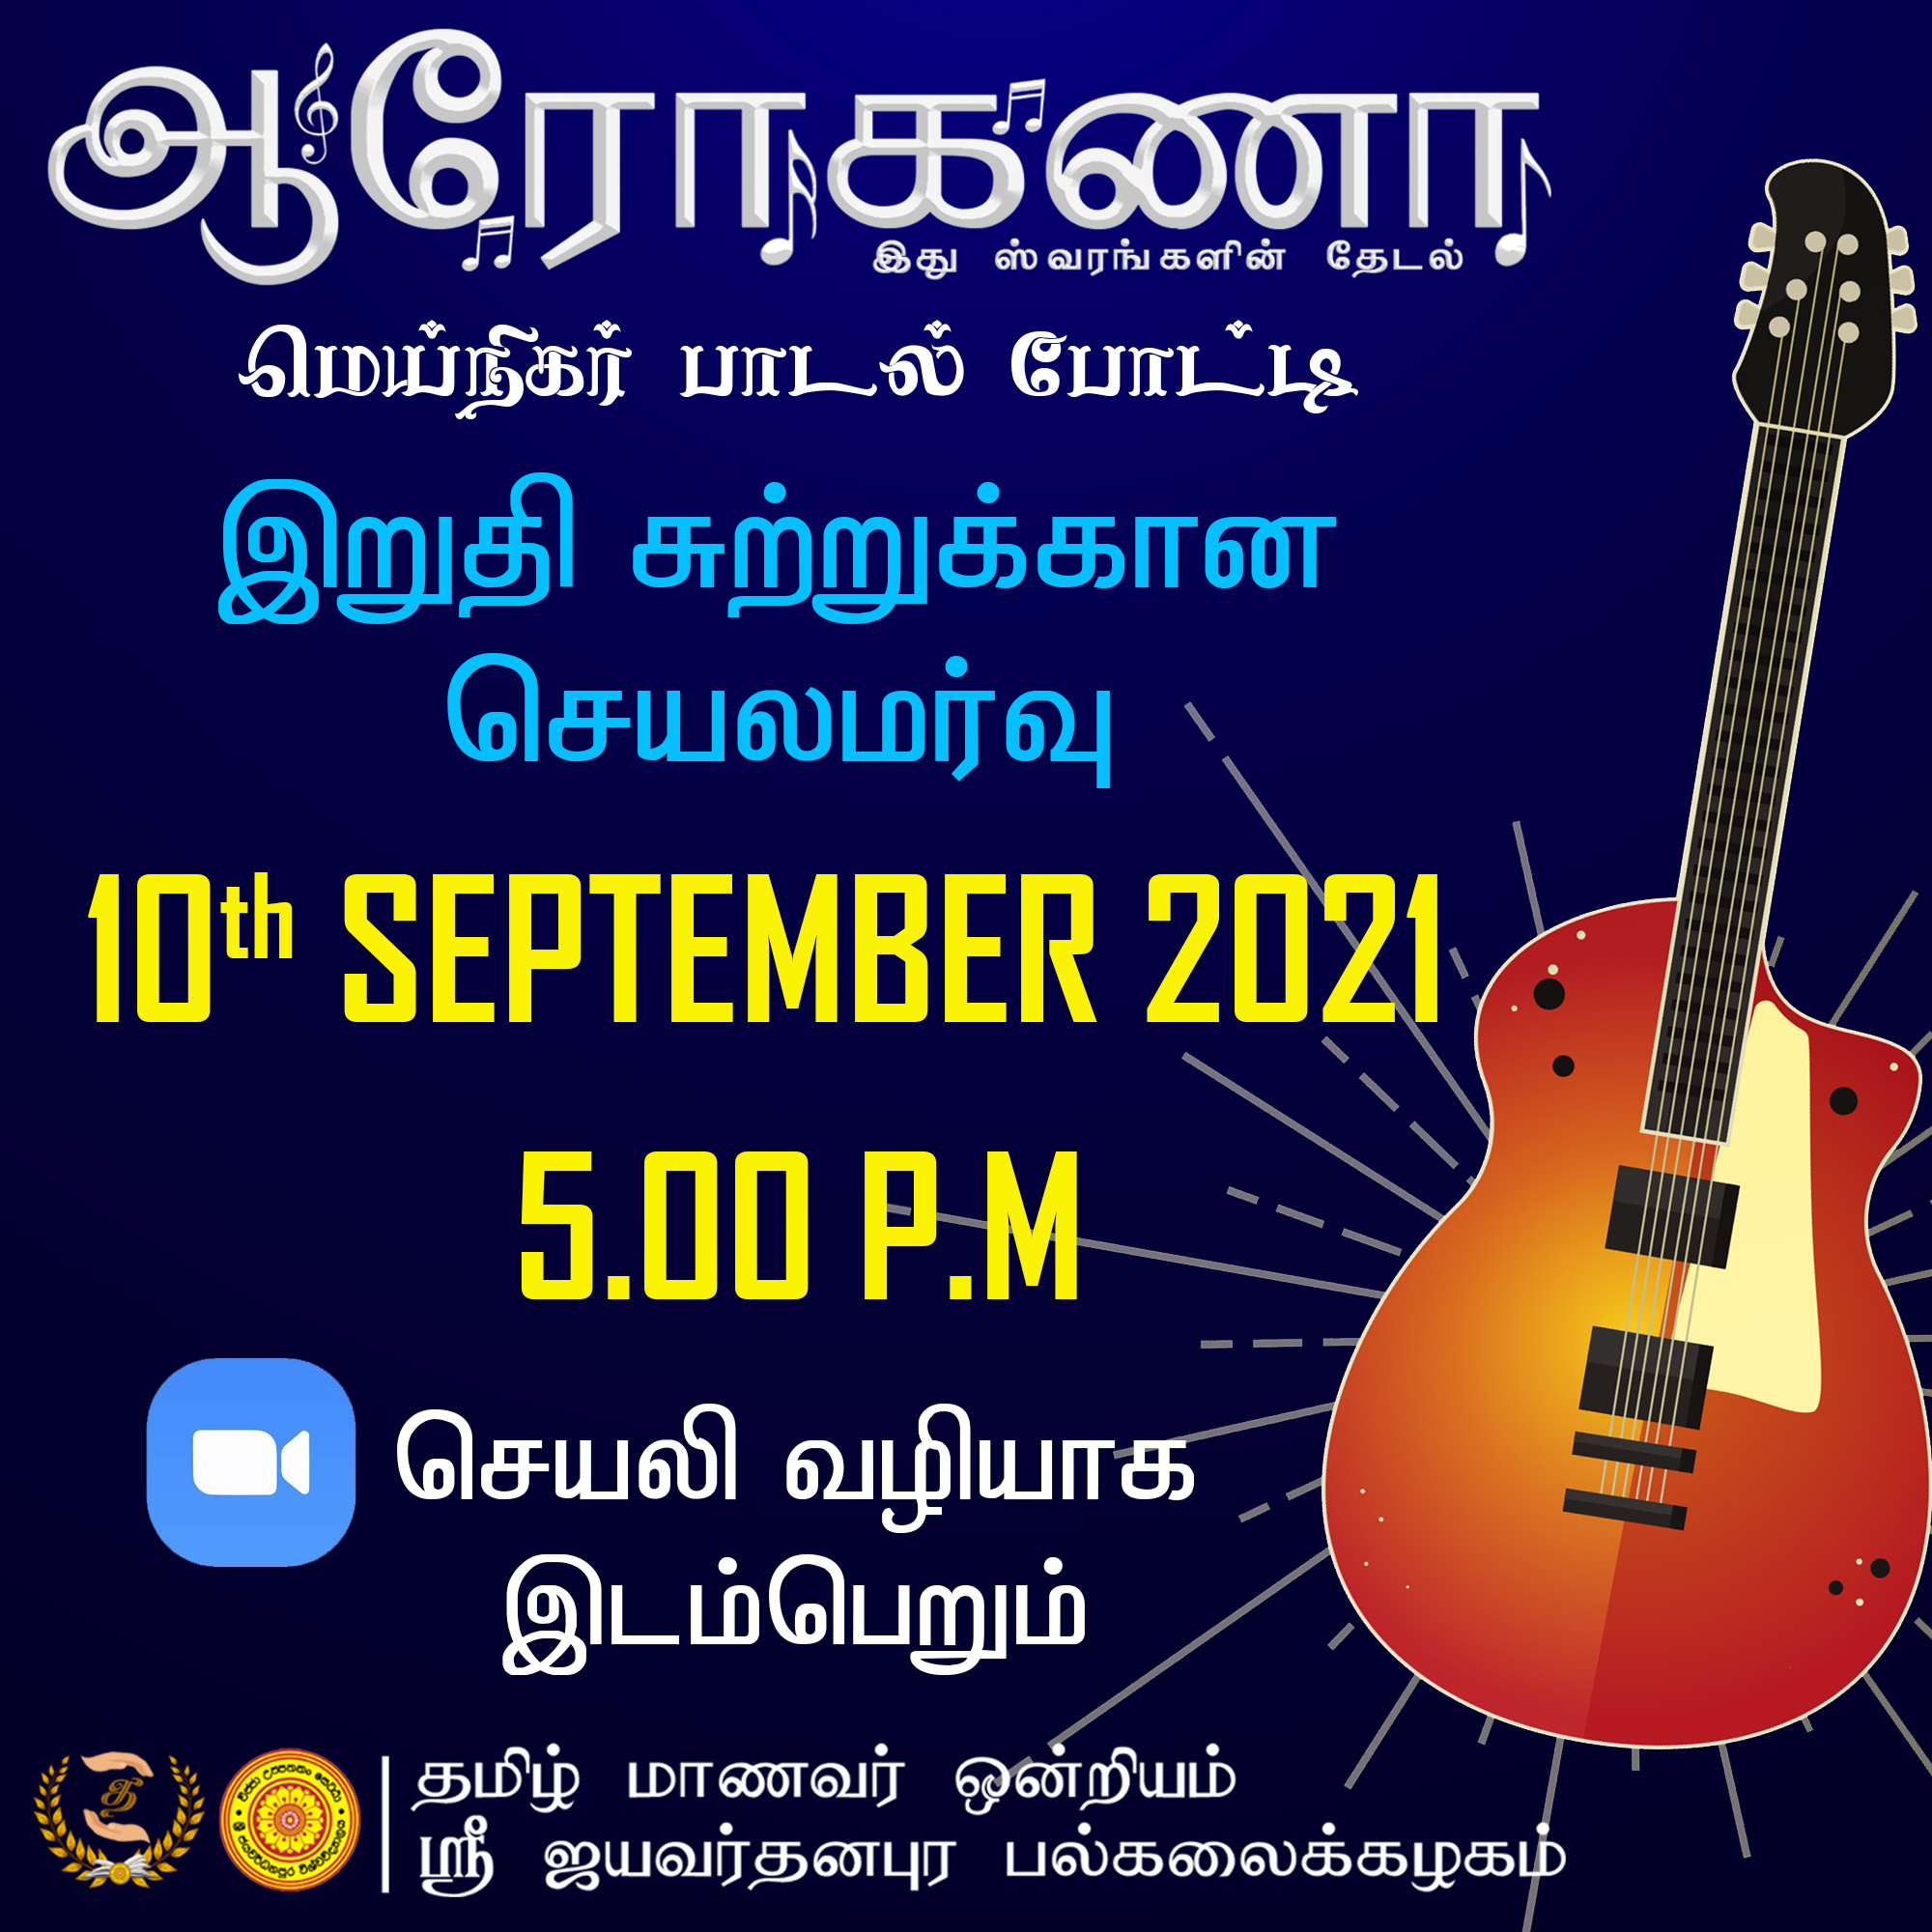 ஆரோகணா
இது ஸ்வரங்களின் தேடல்
மெய்நிகர் பாடல் போட்டி
இறுதி சுற்றுக்கான
செயலமர்வு
10th SEPTEMBER 2021
5.00 P.M
செயலி வழியாக
இடம்பெறும்
த
தமிழ் மாணவர் ஒன்றியம்
ஸ்ரீ ஜயவர்தனபுர பல்கலைக்கழகம்